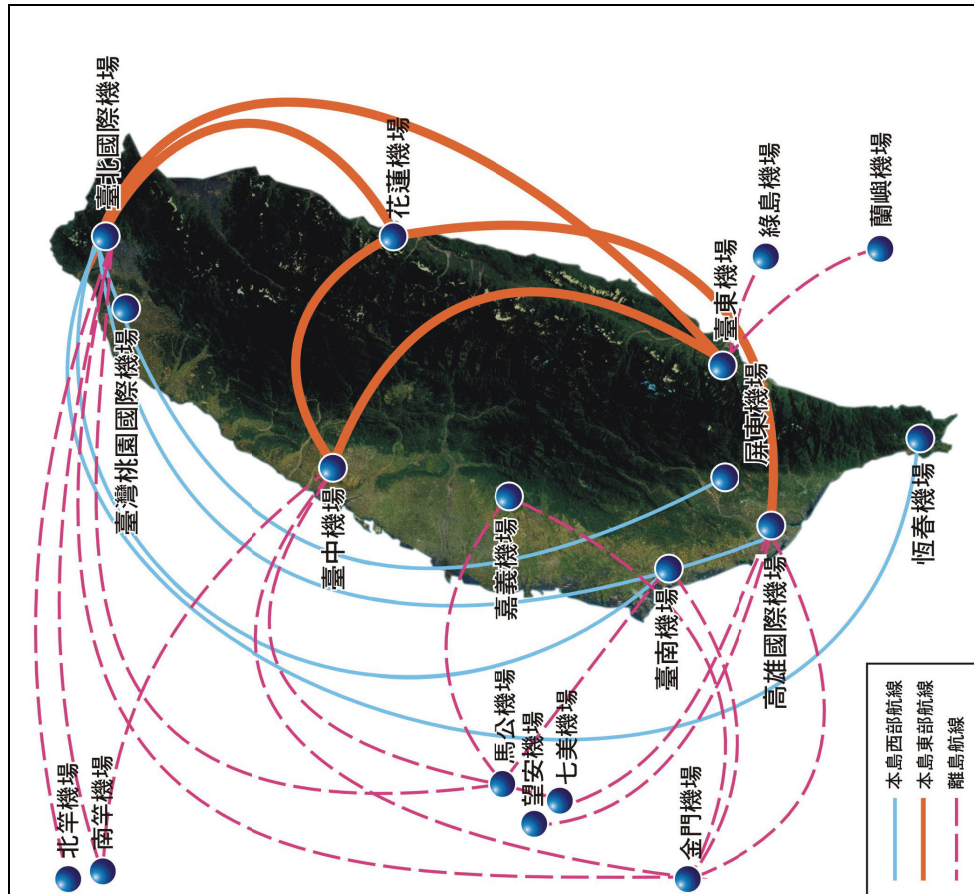 臺北國際機場
臺灣桃園國際機場
花蓮機場
臺中機場
嘉義機場
臺南機場
高雄國際機場
屏東機場
臺東機場
綠島機場
蘭嶼機場
恆春機場
北竿機場
南竿機場
馬公機場
望安機場
七美機場
金門機場
本島西部航線
本島東部航線
離島航線